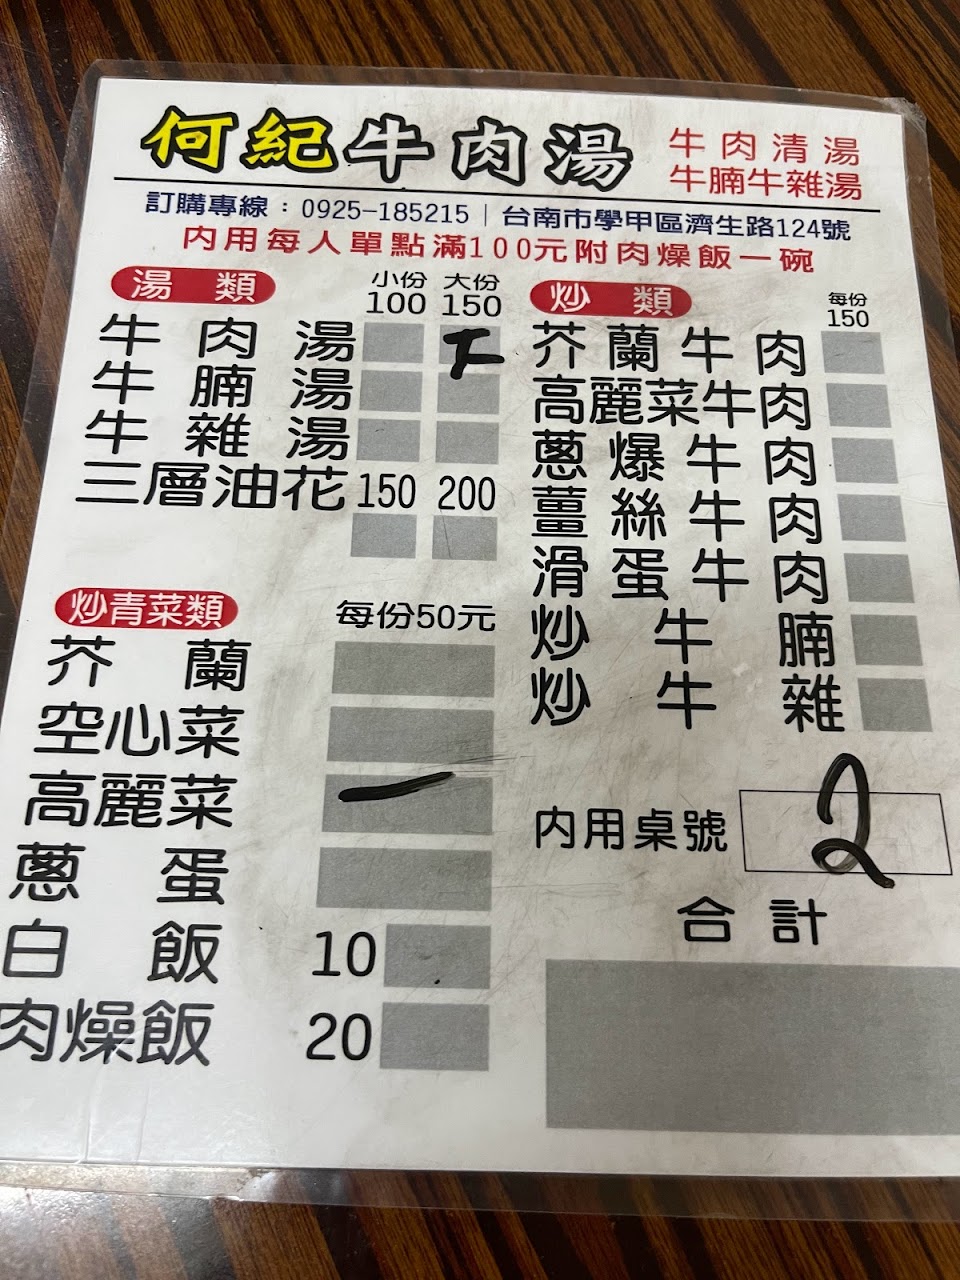 何紀牛肉湯
牛肉清湯
牛腩牛雜湯
訂購專線：0925-185215｜台南市學甲區濟生路124號
內用每人單點滿100元附肉燥飯一碗
湯類 小份 大份
100 150
牛肉湯 T
牛腩湯
牛雜湯
三層油花 150 200
炒青菜類 每份50元
芥蘭
空心菜
高麗菜 一
蔥蛋
白飯 10
肉燥飯 20
炒類 每份
150
芥蘭牛肉
高麗菜牛肉
蔥爆牛肉
薑絲牛肉
滑蛋牛肉
炒牛腩
炒牛雜
內用桌號 2
合計